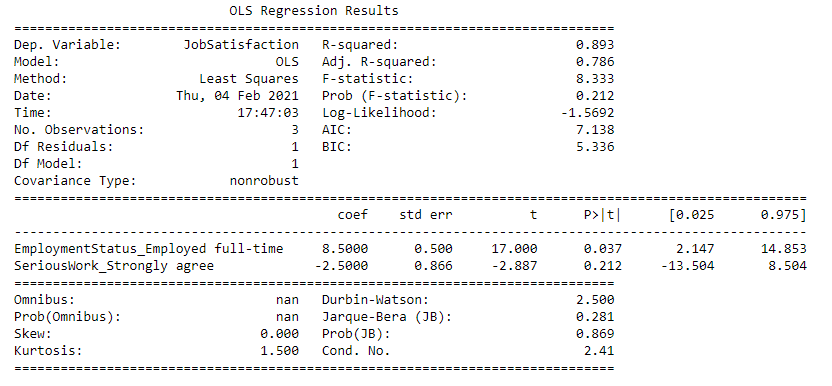 OLS Regression Results
==============================================================================
Dep. Variable: JobSatisfaction R-squared: 0.893
Model: OLS Adj. R-squared: 0.786
Method: Least Squares F-statistic: 8.333
Date: Thu, 04 Feb 2021 Prob (F-statistic): 0.212
Time: 17:47:03 Log-Likelihood: -1.5692
No. Observations: 3 AIC: 7.138
Df Residuals: 1 BIC: 5.336
Df Model: 1
Covariance Type: nonrobust
======================================================================================================
coef std err t P>|t| [0.025 0.975]
------------------------------------------------------------------------------------------------------
EmploymentStatus_Employed full-time 8.5000 0.500 17.000 0.037 2.147 14.853
SeriousWork_Strongly agree -2.5000 0.866 -2.887 0.212 -13.504 8.504
==============================================================================
Omnibus: nan Durbin-Watson: 2.500
Prob(Omnibus): nan Jarque-Bera (JB): 0.281
Skew: 0.000 Prob(JB): 0.869
Kurtosis: 1.500 Cond. No. 2.41
==============================================================================